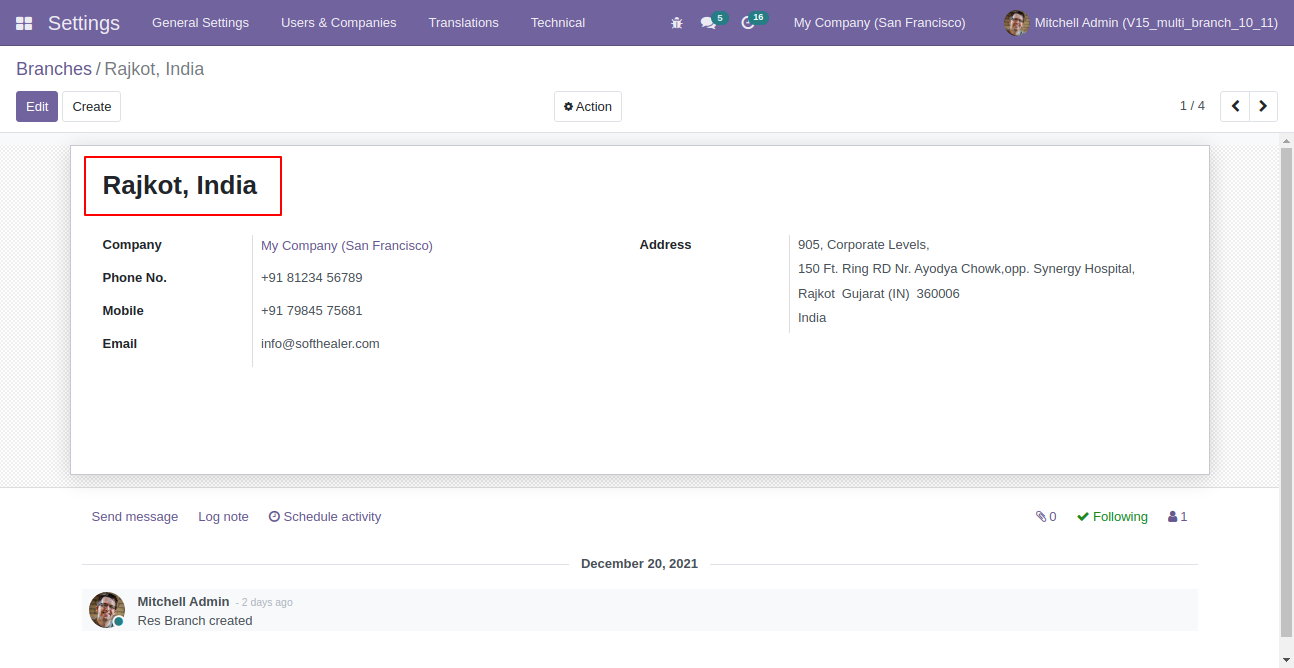 Settings General Settings Users & Companies Translations Technical 5 16 My Company (San Francisco) Mitchell Admin (V15_multi_branch_10_11)
Branches / Rajkot, India
Edit Create Action 1 / 4
Rajkot, India
Company My Company (San Francisco)
Phone No. +91 81234 56789
Mobile +91 79845 75681
Email info@softhealer.com
Address 905, Corporate Levels,
150 Ft. Ring RD Nr. Ayodya Chowk,opp. Synergy Hospital,
Rajkot Gujarat (IN) 360006
India
Send message Log note Schedule activity 0 Following 1
December 20, 2021
Mitchell Admin - 2 days ago
Res Branch created